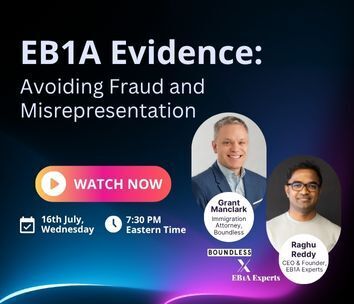 EB1A Evidence:
Avoiding Fraud and
Misrepresentation
WATCH NOW
16th July,
Wednesday
7:30 PM
Eastern Time
Grant
Manclark
Immigration
Attorney,
Boundless
Raghu
Reddy
CEO & Founder,
EB1A Experts
BOUNDLESS
X
EB1A Experts